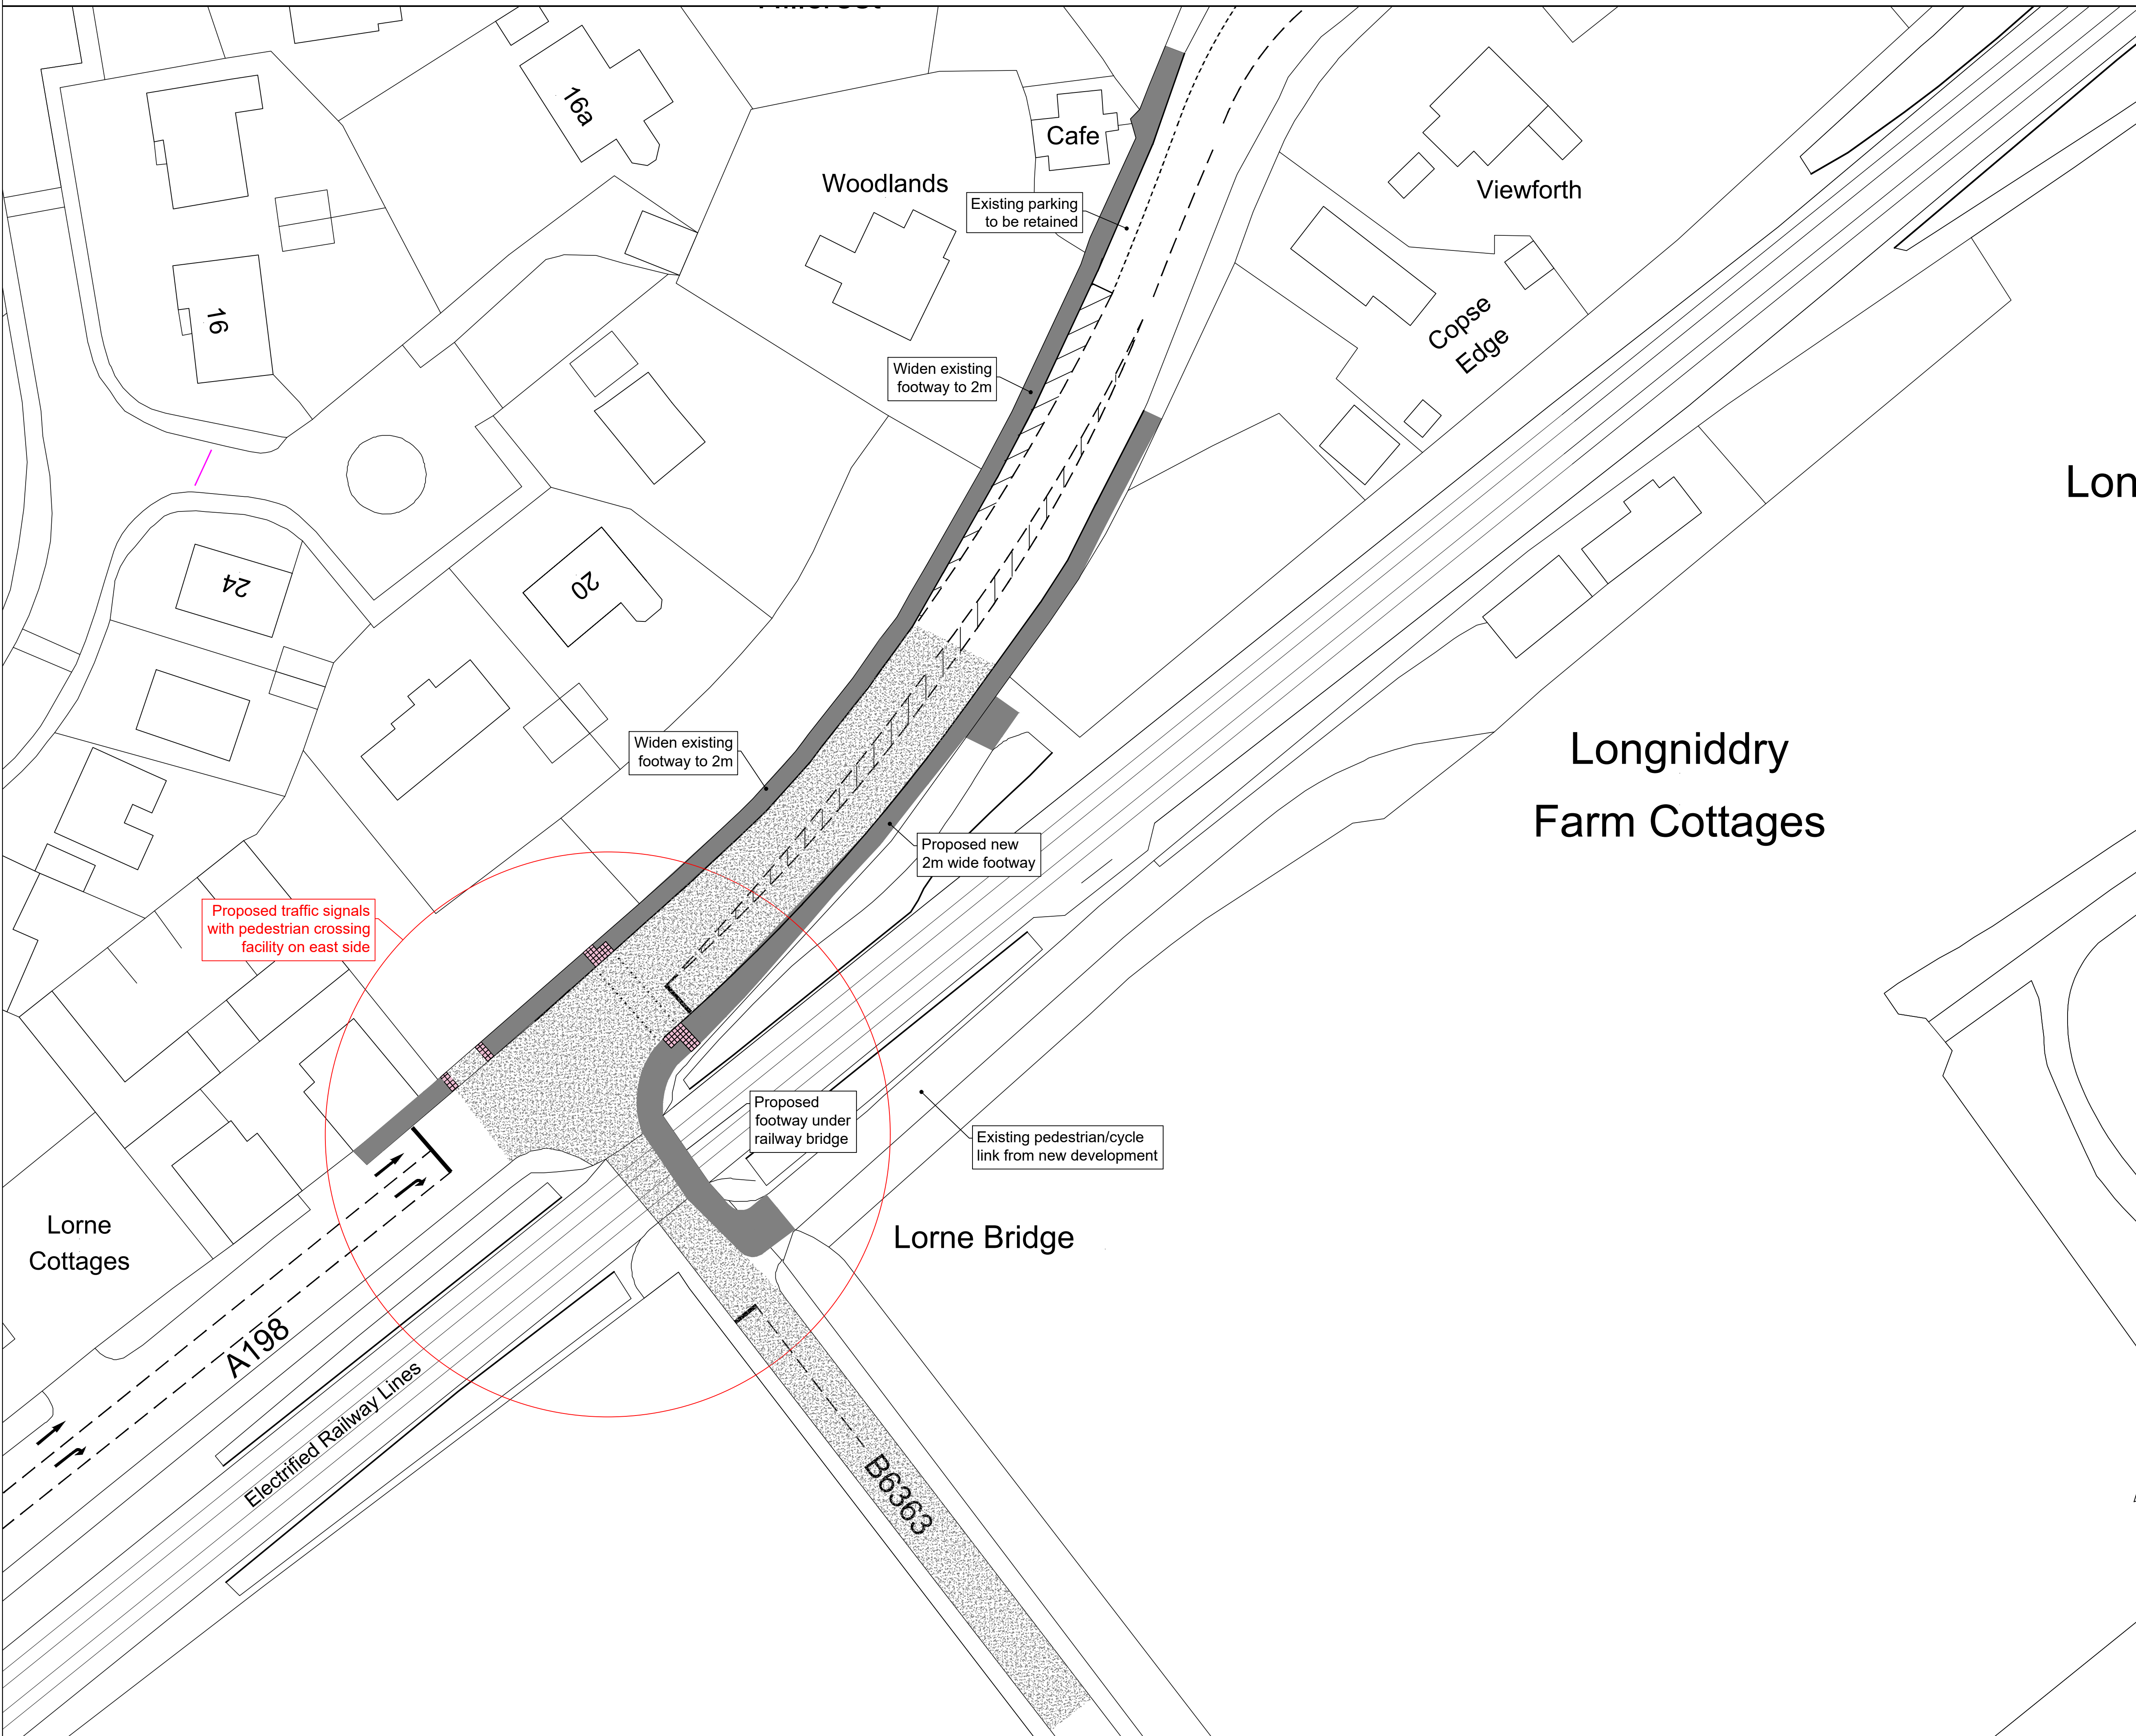 16a
Cafe
Woodlands
Viewforth
Existing parking
to be retained
16
Copse
Edge
Widen existing
footway to 2m
24
20
Longniddry
Farm Cottages
Widen existing
footway to 2m
Proposed new
2m wide footway
Proposed traffic signals
with pedestrian crossing
facility on east side
Proposed
footway under
railway bridge
Existing pedestrian/cycle
link from new development
Lorne
Cottages
Lorne Bridge
A198
Electrified Railway Lines
B6363